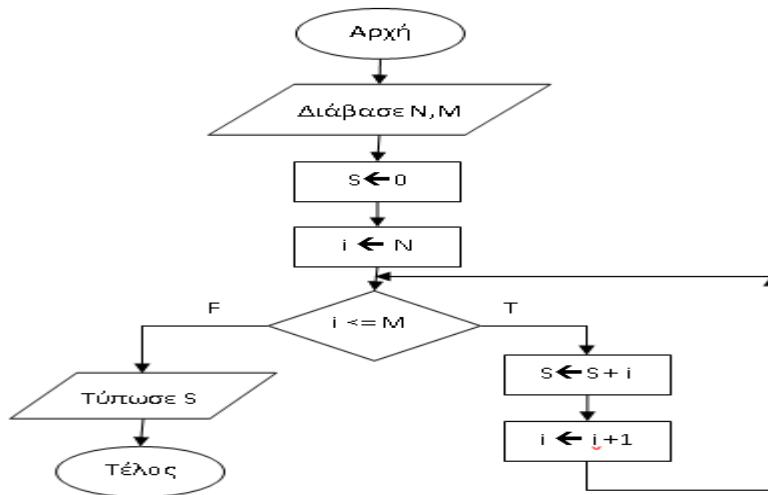 Αρχή
Διάβασε N,M
S🡨0
i 🡨 N
i <= M
F
T
S🡨S+i
i 🡨 i+1
Τύπωσε S
Τέλος